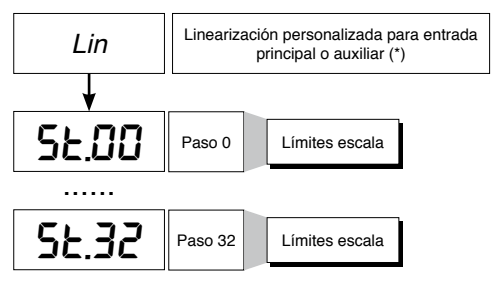 Lin
Linearización personalizada para entrada
principal o auxiliar (*)
St.00
Paso 0
Límites escala
......
St.32
Paso 32
Límites escala